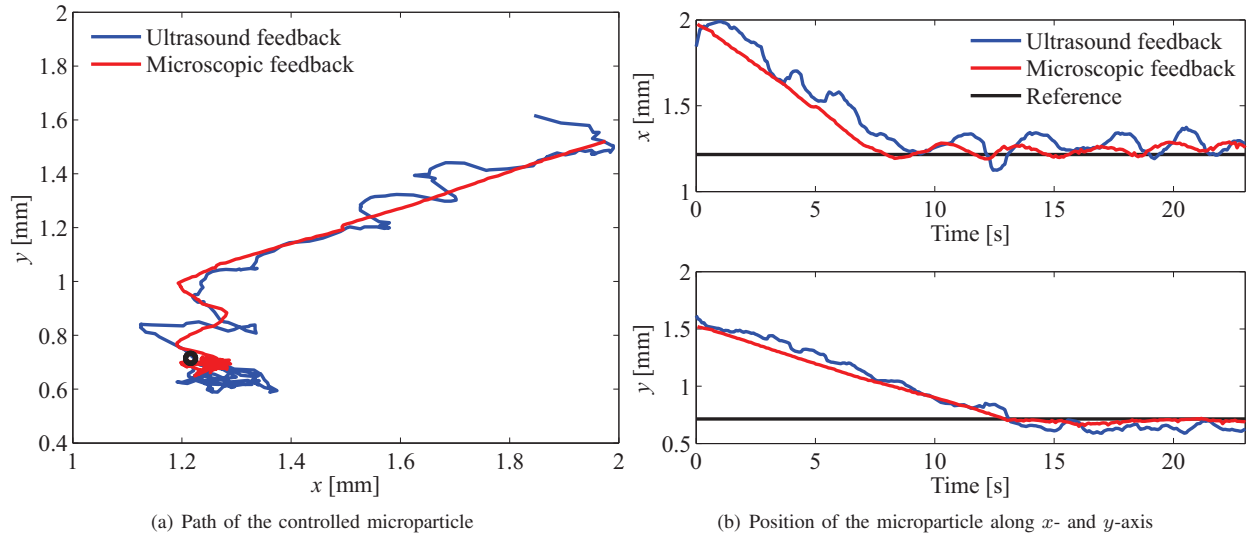 2
1.8
1.6
1.4
1.2
1
0.8
0.6
0.4
y [mm]
Ultrasound feedback
Microscopic feedback
1 1.2 1.4 1.6 1.8 2
x [mm]
(a) Path of the controlled microparticle
2
1.5
1
x [mm]
Ultrasound feedback
Microscopic feedback
Reference
0 5 10 15 20
Time [s]
2
1.5
1
0.5
y [mm]
0 5 10 15 20
Time [s]
(b) Position of the microparticle along x- and y-axis